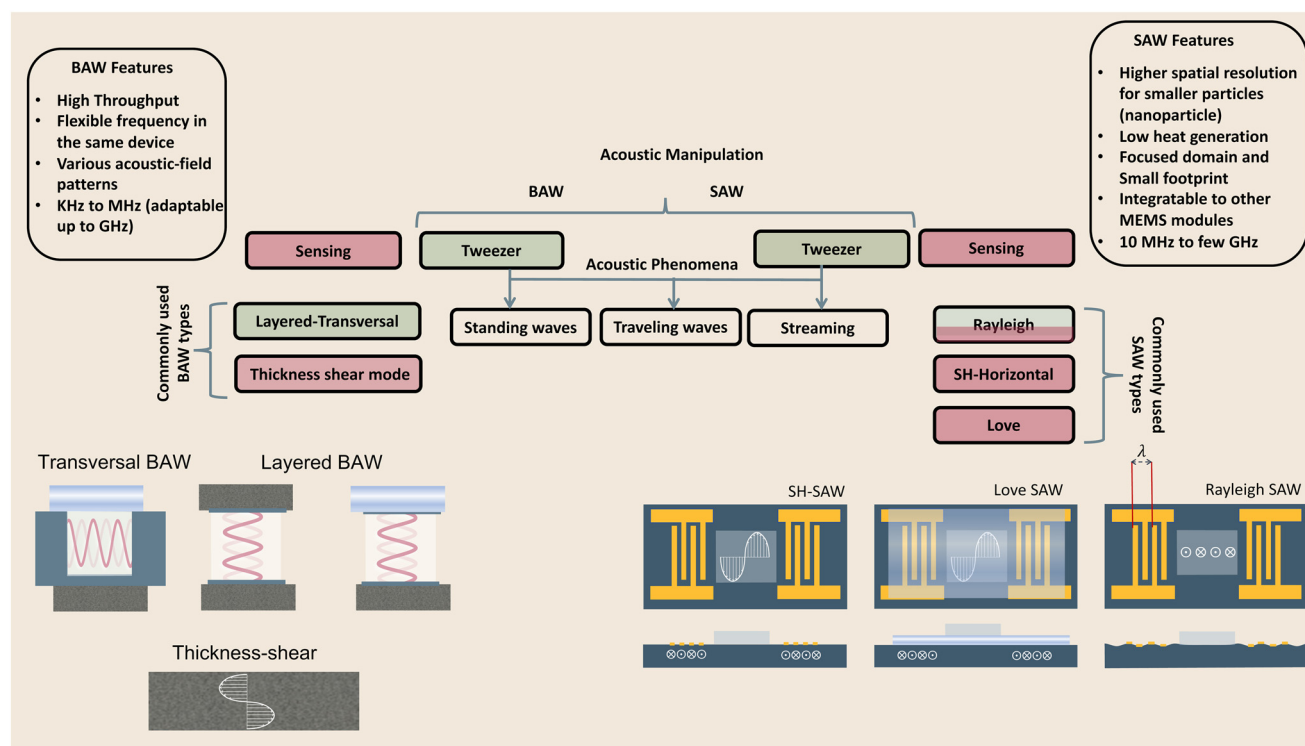 BAW Features
• High Throughput
• Flexible frequency in
the same device
• Various acoustic-field
patterns
• KHz to MHz (adaptable
up to GHz)
SAW Features
• Higher spatial resolution
for smaller particles
(nanoparticle)
• Low heat generation
• Focused domain and
Small footprint
• Integratable to other
MEMS modules
• 10 MHz to few GHz
Acoustic Manipulation
BAW SAW
Sensing Tweezer Tweezer Sensing
Acoustic Phenomena
Standing waves Traveling waves Streaming
Commonly used
BAW types
Layered-Transversal
Thickness shear mode
Rayleigh
SH-Horizontal
Love
Commonly used
SAW types
Transversal BAW Layered BAW
Thickness-shear
SH-SAW Love SAW Rayleigh SAW
λ